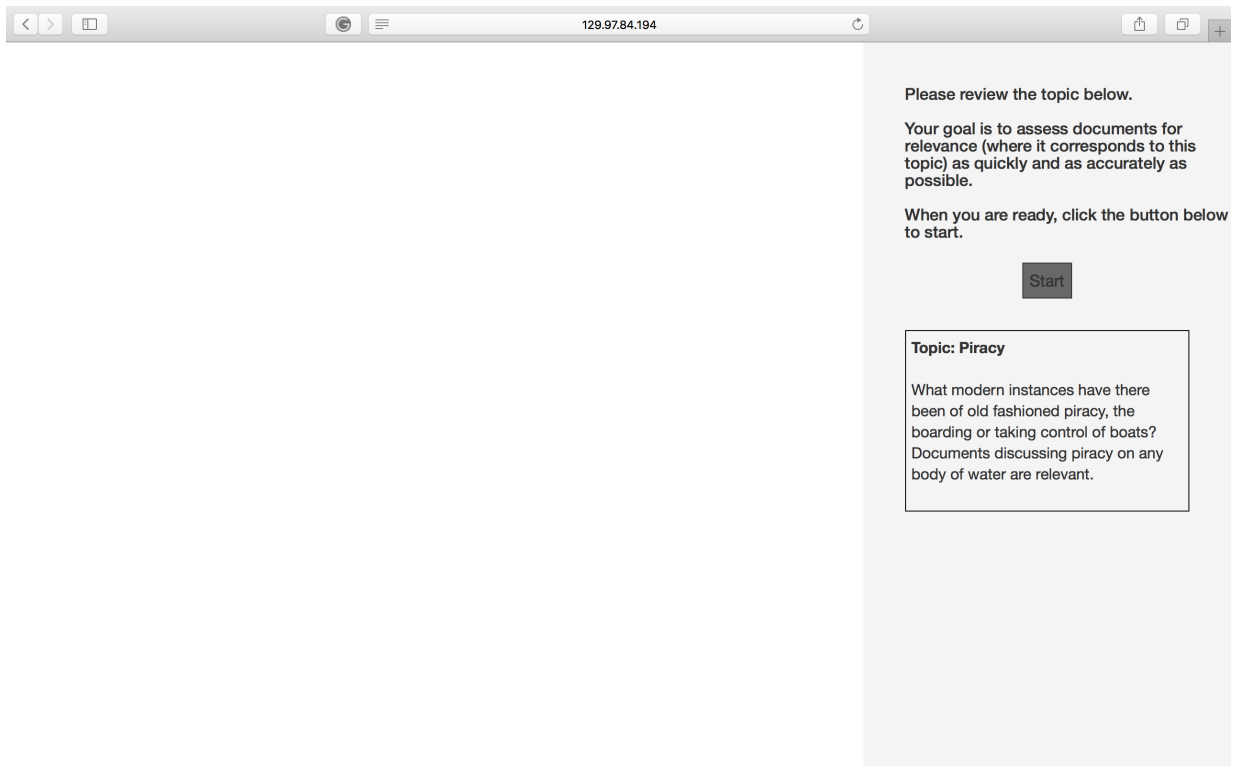 129.97.84.194
Please review the topic below.
Your goal is to assess documents for
relevance (where it corresponds to this
topic) as quickly and as accurately as
possible.
When you are ready, click the button below
to start.
Start
Topic: Piracy
What modern instances have there
been of old fashioned piracy, the
boarding or taking control of boats?
Documents discussing piracy on any
body of water are relevant.